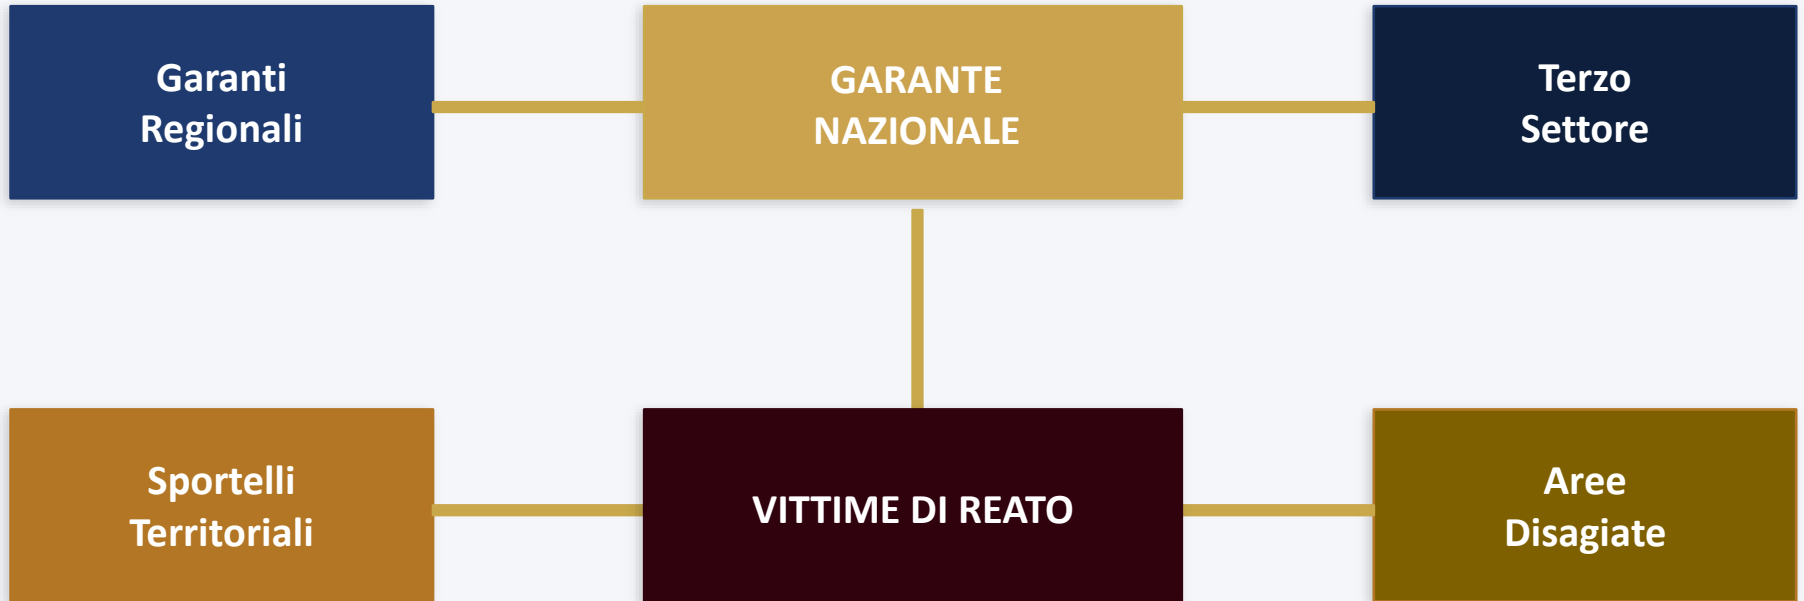 Garanti
Regionali
GARANTE
NAZIONALE
Terzo
Settore
Sportelli
Territoriali
VITTIME DI REATO
Aree
Disagiate